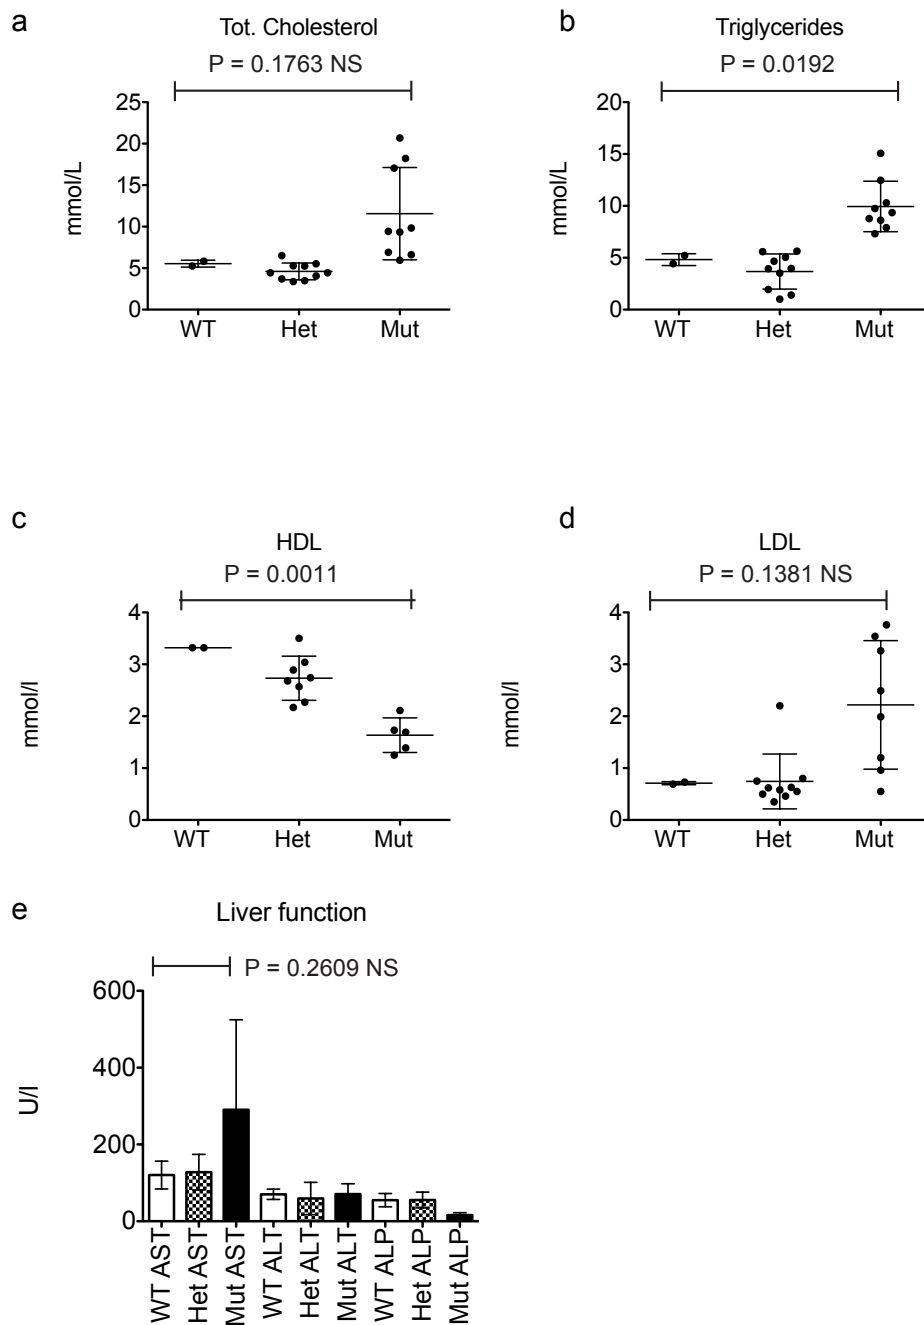 a
Tot. Cholesterol
P = 0.1763 NS
25
20
15
10
5
0
mmol/L
WT Het Mut
b
Triglycerides
P = 0.0192
20
15
10
5
0
mmol/L
WT Het Mut
c
HDL
P = 0.0011
4
3
2
1
0
mmol/l
WT Het Mut
d
LDL
P = 0.1381 NS
4
3
2
1
0
mmol/l
WT Het Mut
e
Liver function
P = 0.2609 NS
600
400
200
0
U/l
WT AST
Het AST
Mut AST
WT ALT
Het ALT
Mut ALT
WT ALP
Het ALP
Mut ALP